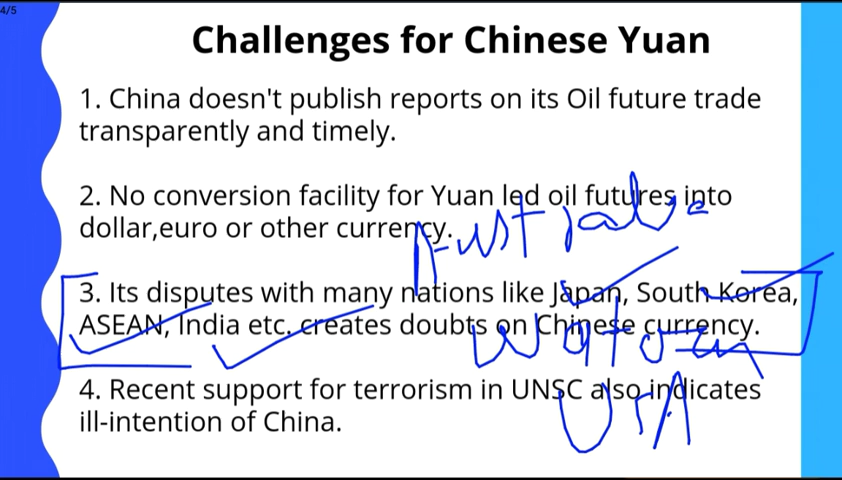 4/5
Challenges for Chinese Yuan
1. China doesn't publish reports on its Oil future trade
transparently and timely.
2. No conversion facility for Yuan led oil futures into
dollar,euro or other currency.
3. Its disputes with many nations like Japan, South Korea,
ASEAN, India etc. creates doubts on Chinese currency.
4. Recent support for terrorism in UNSC also indicates
ill-intention of China.
USA